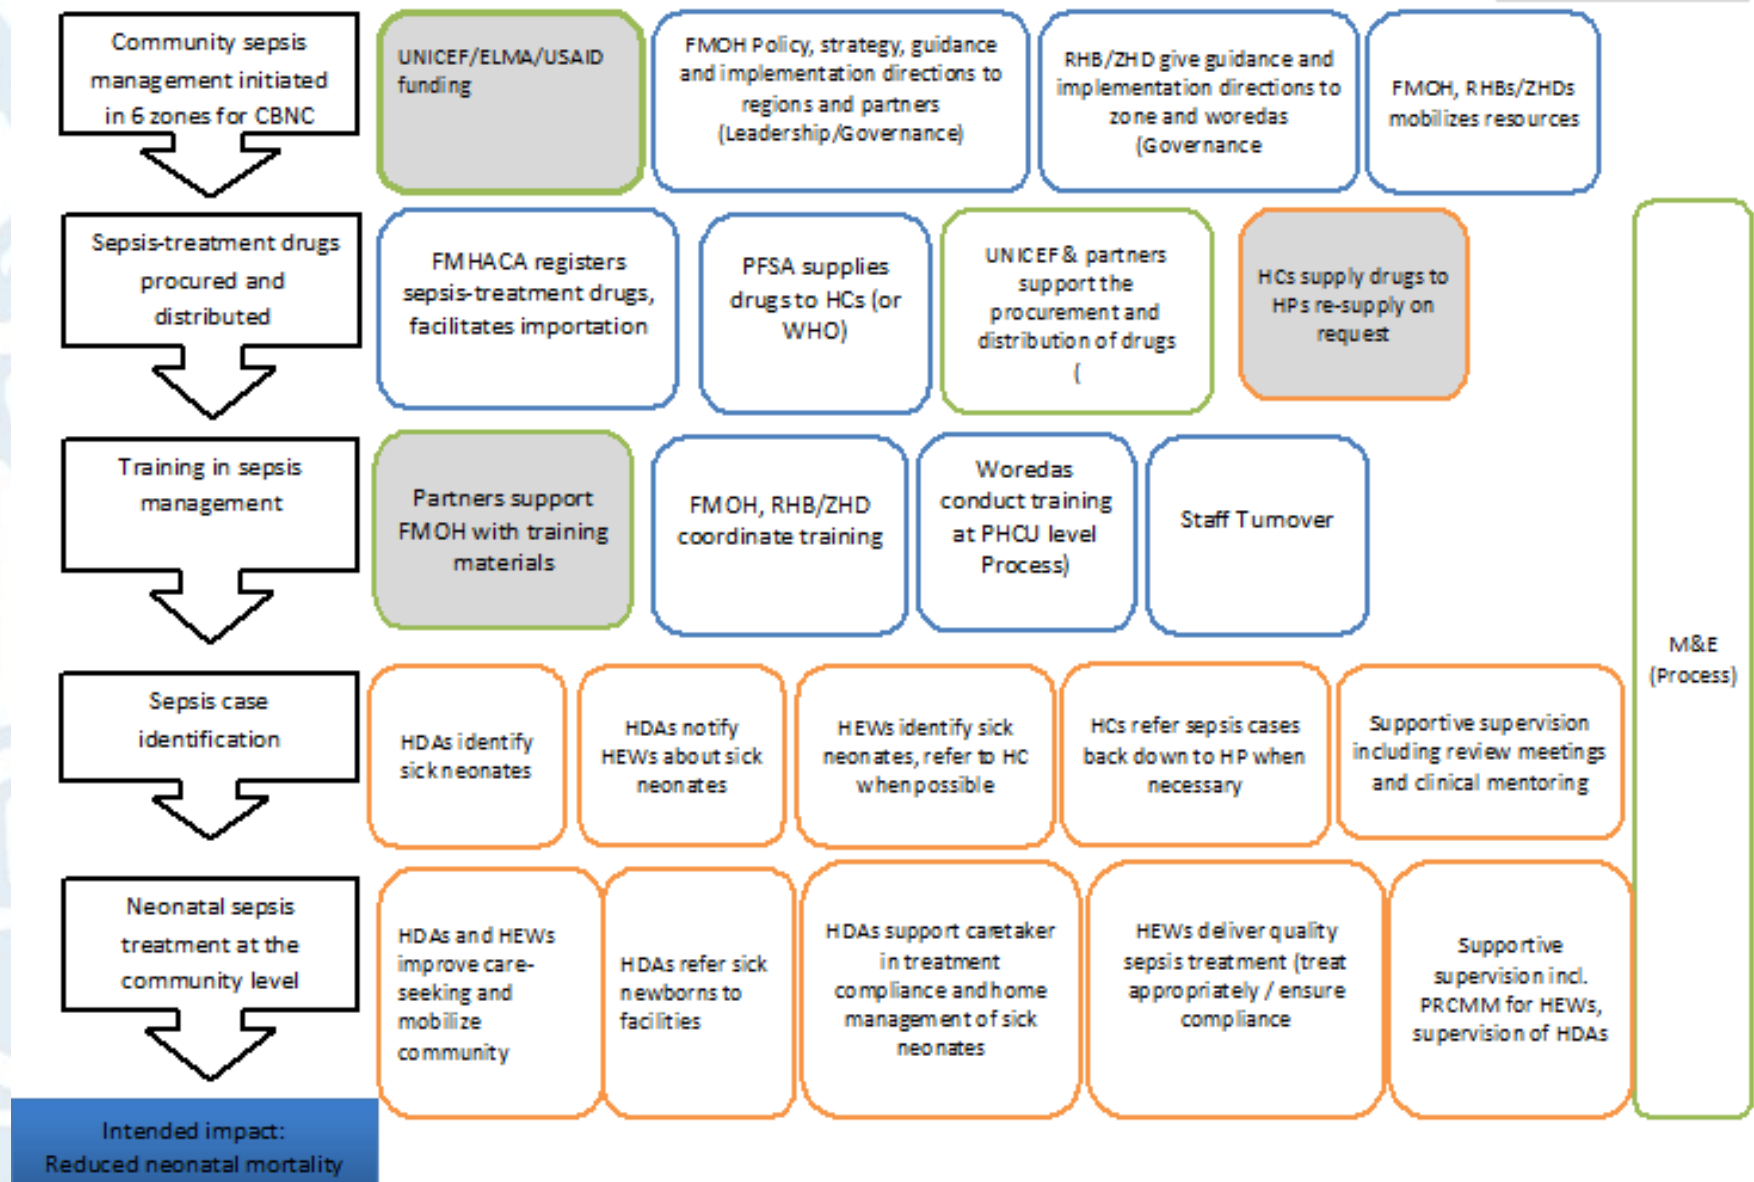 Community sepsis
management initiated
in 6 zones for CBNC
UNICEF/ELMA/USAID
funding
FMOH Policy, strategy, guidance
and implementation directions to
regions and partners
(Leadership/Governance)
RHB/ZHD give guidance and
implementation directions to
zone and woredas
(Governance
FMOH, RHBs/ZHDs
mobilizes resources
Sepsis-treatment drugs
procured and
distributed
FMHACA registers
sepsis-treatment drugs,
facilitates importation
PFSA supplies
drugs to HCs (or
WHO)
UNICEF & partners
support the
procurement and
distribution of drugs
(
HCs supply drugs to
HPs re-supply on
request
Training in sepsis
management
Partners support
FMOH with training
materials
FMOH, RHB/ZHD
coordinate training
Woredas
conduct training
at PHCU level
Process)
Staff Turnover
M&E
(Process)
Sepsis case
identification
HDAs identify
sick neonates
HDAs notify
HEWs about sick
neonates
HEWs identify sick
neonates, refer to HC
when possible
HCs refer sepsis cases
back down to HP when
necessary
Supportive supervision
including review meetings
and clinical mentoring
Neonatal sepsis
treatment at the
community level
HDAs and HEWs
improve care-
seeking and
mobilize
community
HDAs refer sick
newborns to
facilities
HDAs support caretaker
in treatment
compliance and home
management of sick
neonates
HEWs deliver quality
sepsis treatment (treat
appropriately / ensure
compliance
Supportive
supervision incl.
PRCMM for HEWs,
supervision of HDAs
Intended impact:
Reduced neonatal mortality